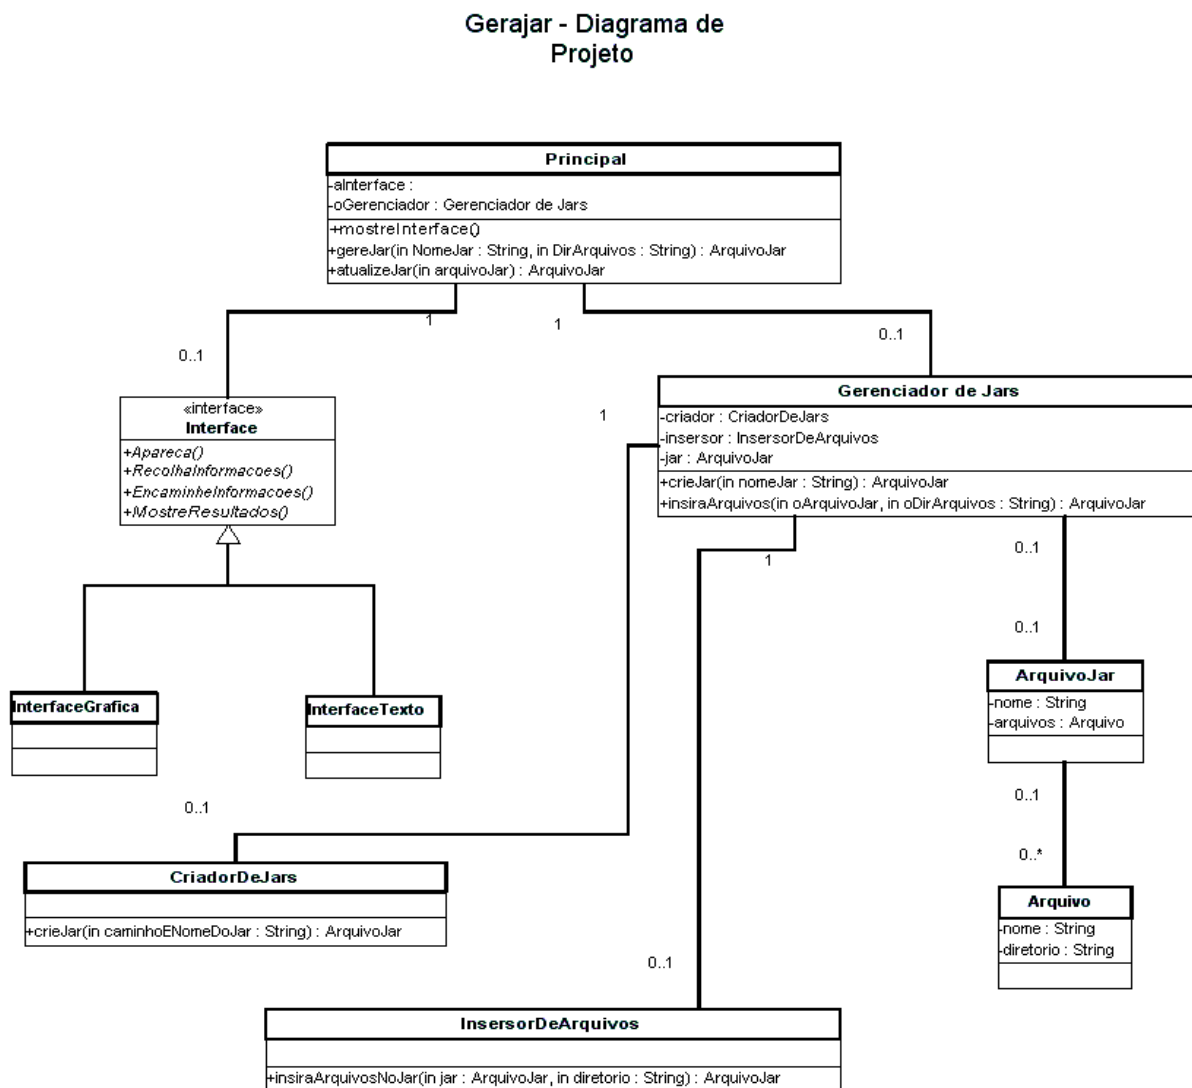 Gerajar - Diagrama de
Projeto
Principal
-aInterface :
-oGerenciador : Gerenciador de Jars
+mostreInterface()
+gereJar(in NomeJar : String, in DirArquivos : String) : ArquivoJar
+atualizeJar(in arquivoJar) : ArquivoJar
1
1
0..1
0..1
«interface»
Interface
+Apareca()
+RecolhaInformacoes()
+EncaminheInformacoes()
+MostreResultados()
Gerenciador de Jars
-criador : CriadorDeJars
-insersor : InsersorDeArquivos
-jar : ArquivoJar
+crieJar(in nomeJar : String) : ArquivoJar
+insiraArquivos(in oArquivoJar, in oDirArquivos : String) : ArquivoJar
1
1
0..1
0..1
InterfaceGrafica
InterfaceTexto
ArquivoJar
-nome : String
-arquivos : Arquivo
0..1
0..1
0..*
CriadorDeJars
+crieJar(in caminhoENomeDoJar : String) : ArquivoJar
Arquivo
-nome : String
-diretorio : String
0..1
InsersorDeArquivos
+insiraArquivosNoJar(in jar : ArquivoJar, in diretorio : String) : ArquivoJar